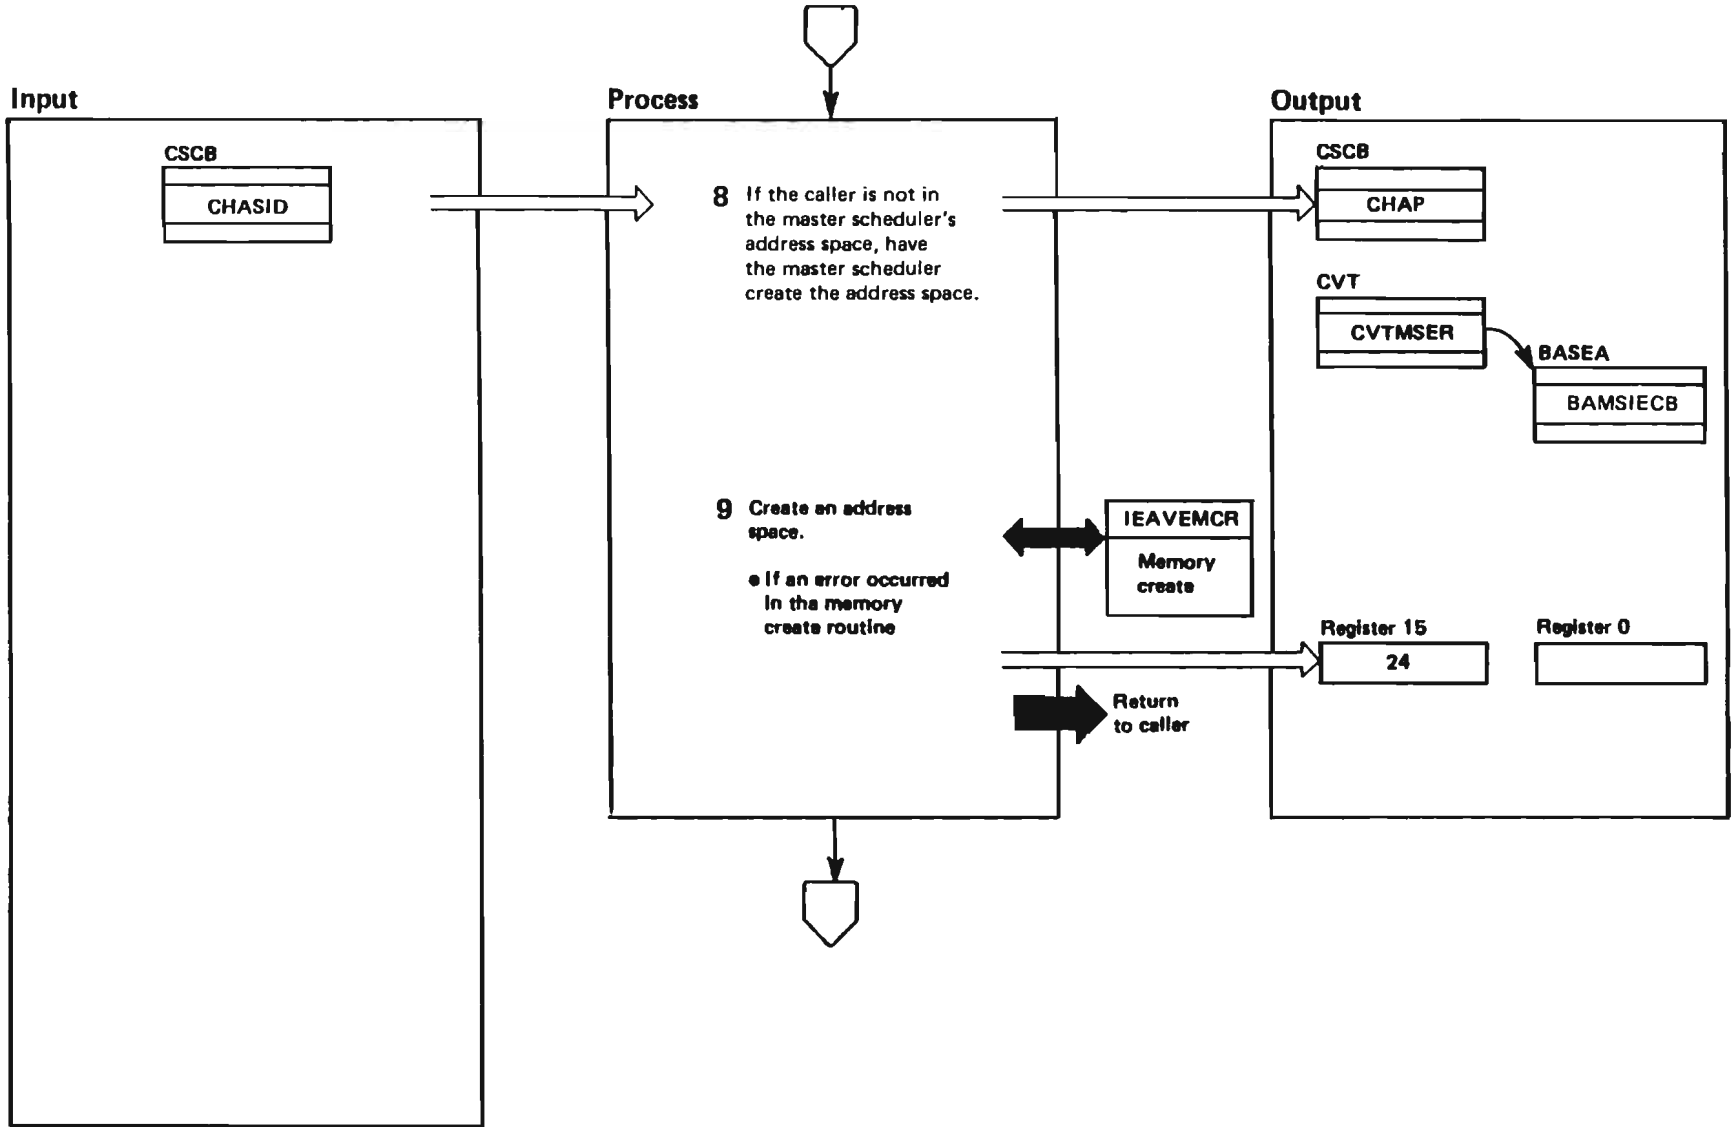 Input
CSCB
CHASID
Process
8 If the caller is not in
the master scheduler's
address space, have
the master scheduler
create the address space.
9 Create an address
space.
• If an error occurred
In the memory
create routine
IEAVEMCR
Memory
create
Return
to caller
Output
CSCB
CHAP
CVT
CVTMSER
BASEA
BAMSIECB
Register 15
24
Register 0